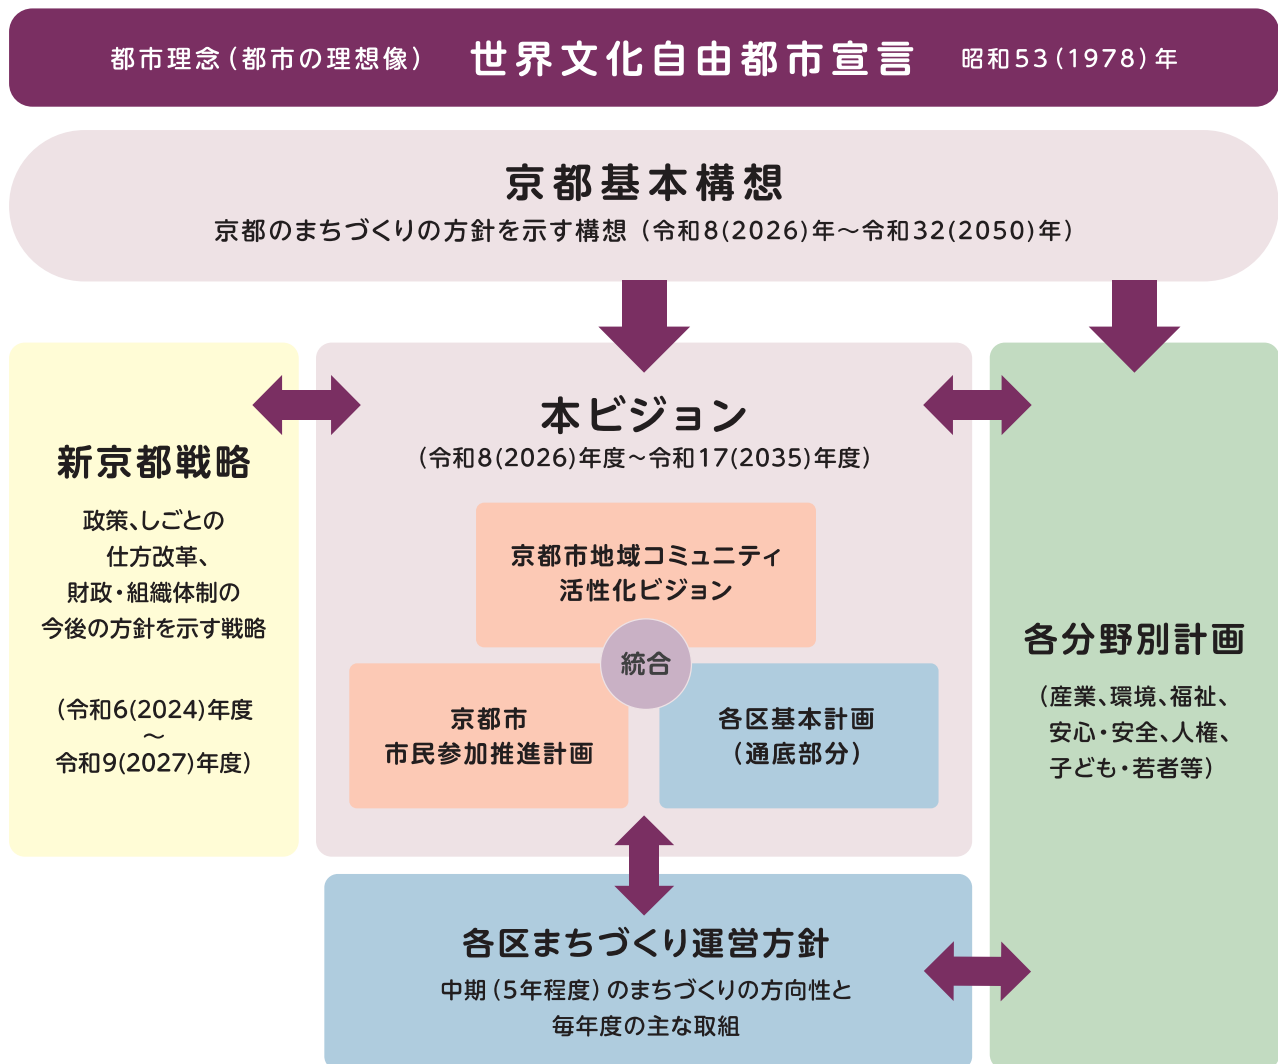 都市理念（都市の理想像） 世界文化自由都市宣言 昭和53（1978）年
京都基本構想
京都のまちづくりの方針を示す構想（令和8(2026)年～令和32(2050)年）
新京都戦略
政策、しごとの
仕方改革、
財政・組織体制の
今後の方針を示す戦略
（令和6(2024)年度
～
令和9(2027)年度）
本ビジョン
（令和8(2026)年度～令和17(2035)年度）
京都市地域コミュニティ
活性化ビジョン
統合
京都市
市民参加推進計画
各区基本計画
（通底部分）
各分野別計画
（産業、環境、福祉、
安心・安全、人権、
子ども・若者等）
各区まちづくり運営方針
中期（5年程度）のまちづくりの方向性と
毎年度の主な取組